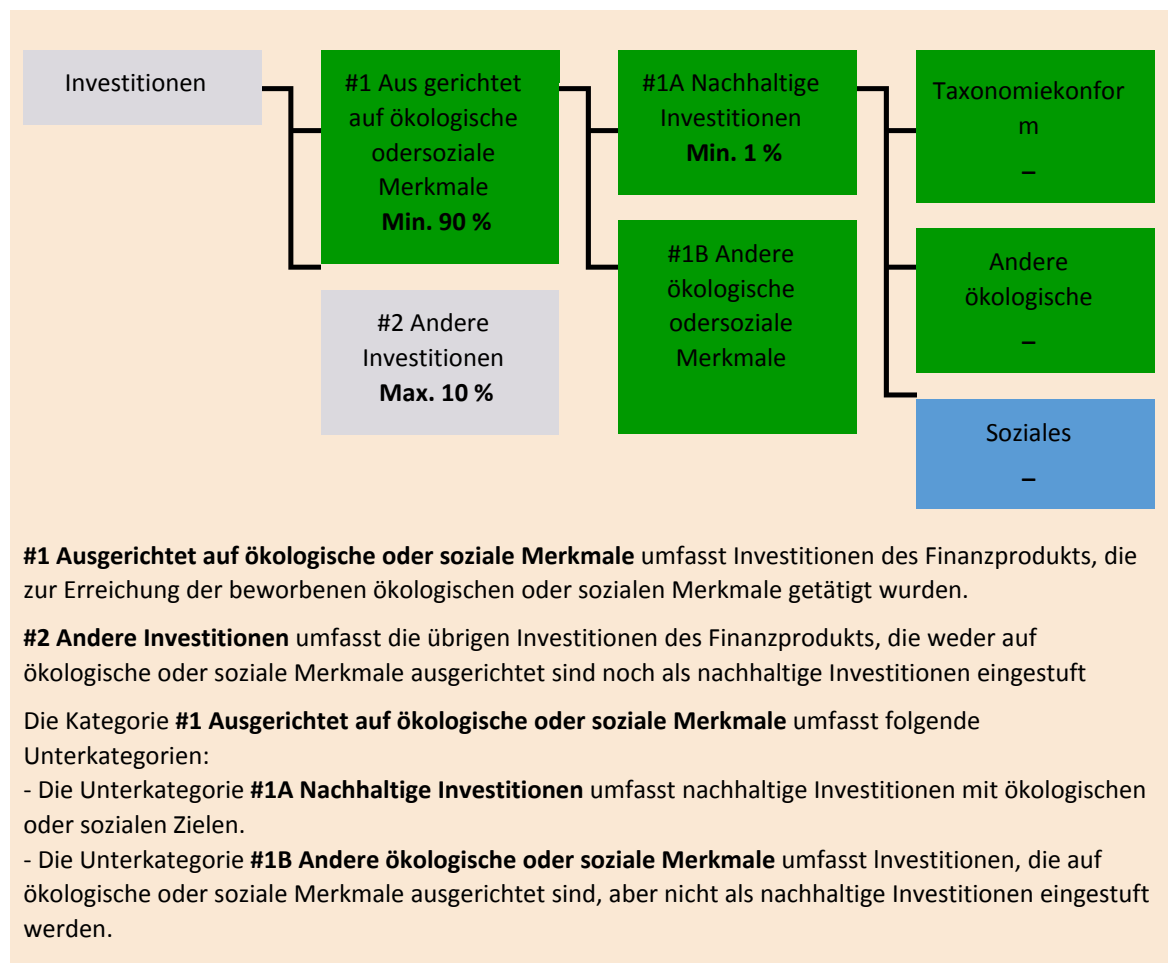 Investitionen
#1 Aus gerichtet
auf ökologische
odersoziale
Merkmale
Min. 90 %
#2 Andere
Investitionen
Max. 10 %
#1A Nachhaltige
Investitionen
Min. 1 %
#1B Andere
ökologische
odersoziale
Merkmale
Taxonomiekonfor
m
–
Andere
ökologische
–
Soziales
–
#1 Ausgerichtet auf ökologische oder soziale Merkmale umfasst Investitionen des Finanzprodukts, die
zur Erreichung der beworbenen ökologischen oder sozialen Merkmale getätigt wurden.
#2 Andere Investitionen umfasst die übrigen Investitionen des Finanzprodukts, die weder auf
ökologische oder soziale Merkmale ausgerichtet sind noch als nachhaltige Investitionen eingestuft
Die Kategorie #1 Ausgerichtet auf ökologische oder soziale Merkmale umfasst folgende
Unterkategorien:
- Die Unterkategorie #1A Nachhaltige Investitionen umfasst nachhaltige Investitionen mit ökologischen
oder sozialen Zielen.
- Die Unterkategorie #1B Andere ökologische oder soziale Merkmale umfasst lnvestitionen, die auf
ökologische oder soziale Merkmale ausgerichtet sind, aber nicht als nachhaltige Investitionen eingestuft
werden.